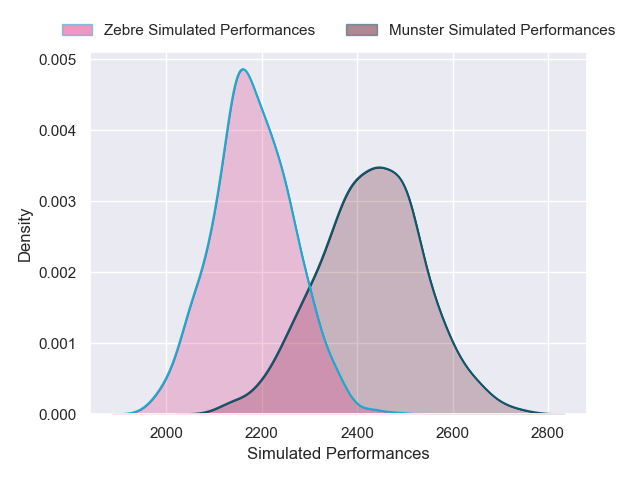 Zebre Simulated Performances Munster Simulated Performances
0.005
0.004
0.003
0.002
0.001
0.000
Density
2000 2200 2400 2600 2800
Simulated Performances